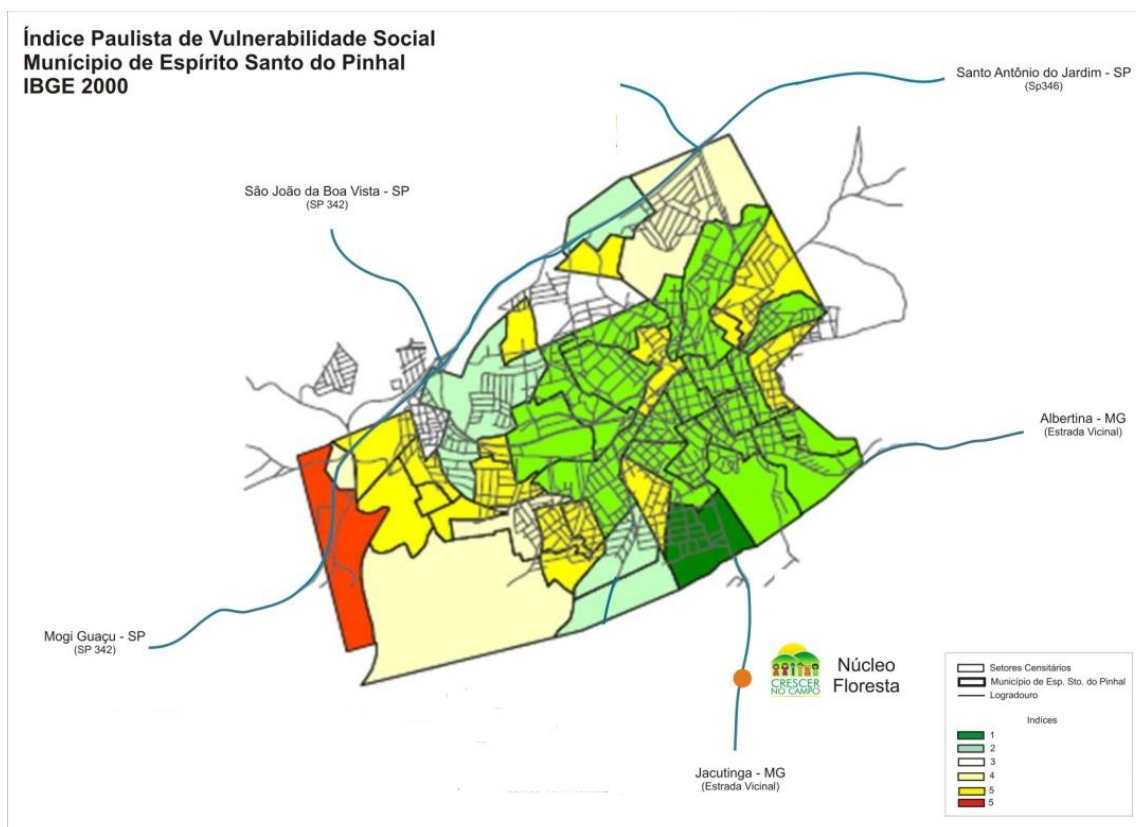 Índice Paulista de Vulnerabilidade Social
Munícipio de Espírito Santo do Pinhal
IBGE 2000
Santo Antônio do Jardim - SP
(Sp346)
São João da Boa Vista - SP
(SP 342)
Albertina - MG
(Estrada Vicinal)
Mogi Guaçu - SP
(SP 342)
CRESCER
NO CAMPO
Núcleo
Floresta
Jacutinga - MG
(Estrada Vicinal)
Setores Censitários
Município de Esp. Sto. do Pinhal
Logradouro
Indíces
1
2
3
4
5
5